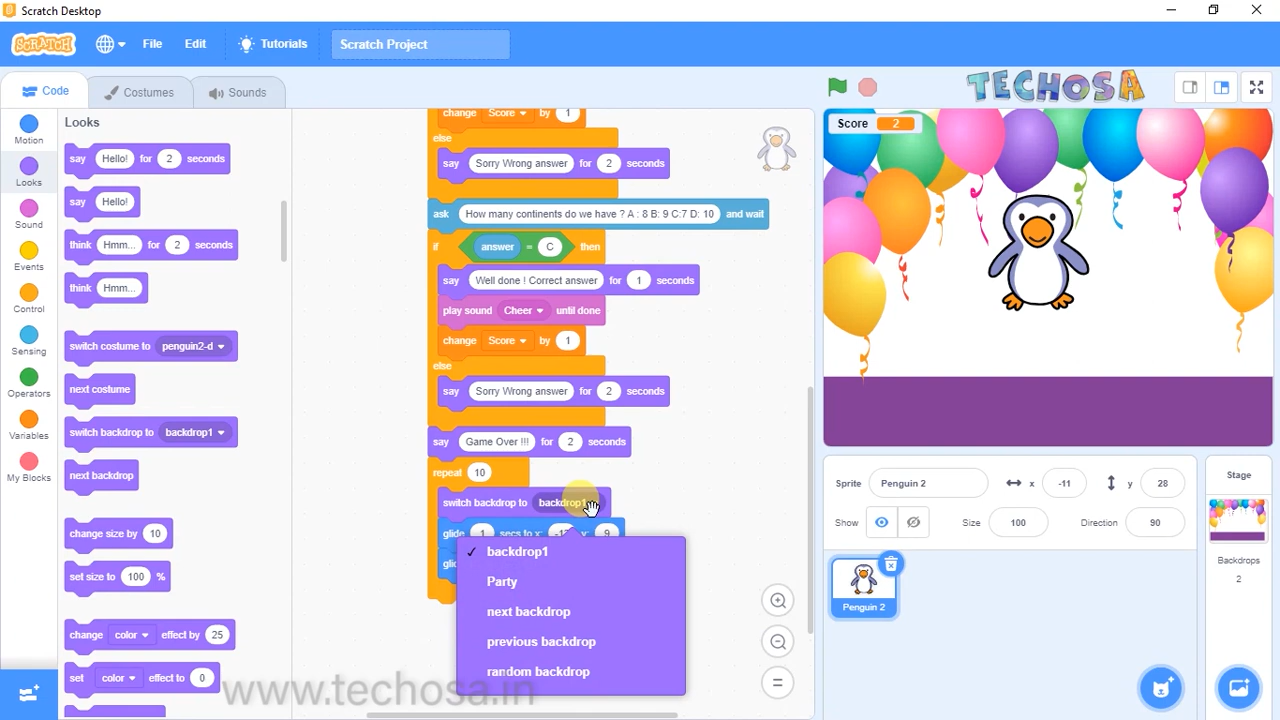 Scratch Desktop
SCRATCH
File
Edit
Tutorials
Scratch Project
Code
Costumes
Sounds
TECHOSA
Motion
Looks
Sound
Events
Control
Sensing
Operators
Variables
My Blocks
Looks
say Hello! for 2 seconds
say Hello!
think Hmm... for 2 seconds
think Hmm...
switch costume to penguin2-d
next costume
switch backdrop to backdrop1
next backdrop
change size by 10
set size to 100 %
change color effect by 25
set color effect to 0
change Score by 1
else
say Sorry Wrong answer for 2 seconds
ask How many continents do we have ? A : 8 B: 9 C:7 D: 10 and wait
if answer = C then
say Well done ! Correct answer for 1 seconds
play sound Cheer until done
change Score by 1
else
say Sorry Wrong answer for 2 seconds
say Game Over !!! for 2 seconds
repeat 10
switch backdrop to backdrop1
glide 1 secs to x: y: 9
✓ backdrop1
Party
next backdrop
previous backdrop
random backdrop
Score 2
Sprite Penguin 2 x -11 y 28
Show Size 100 Direction 90
Penguin 2
Stage
Backdrops
2
www.techosa.in